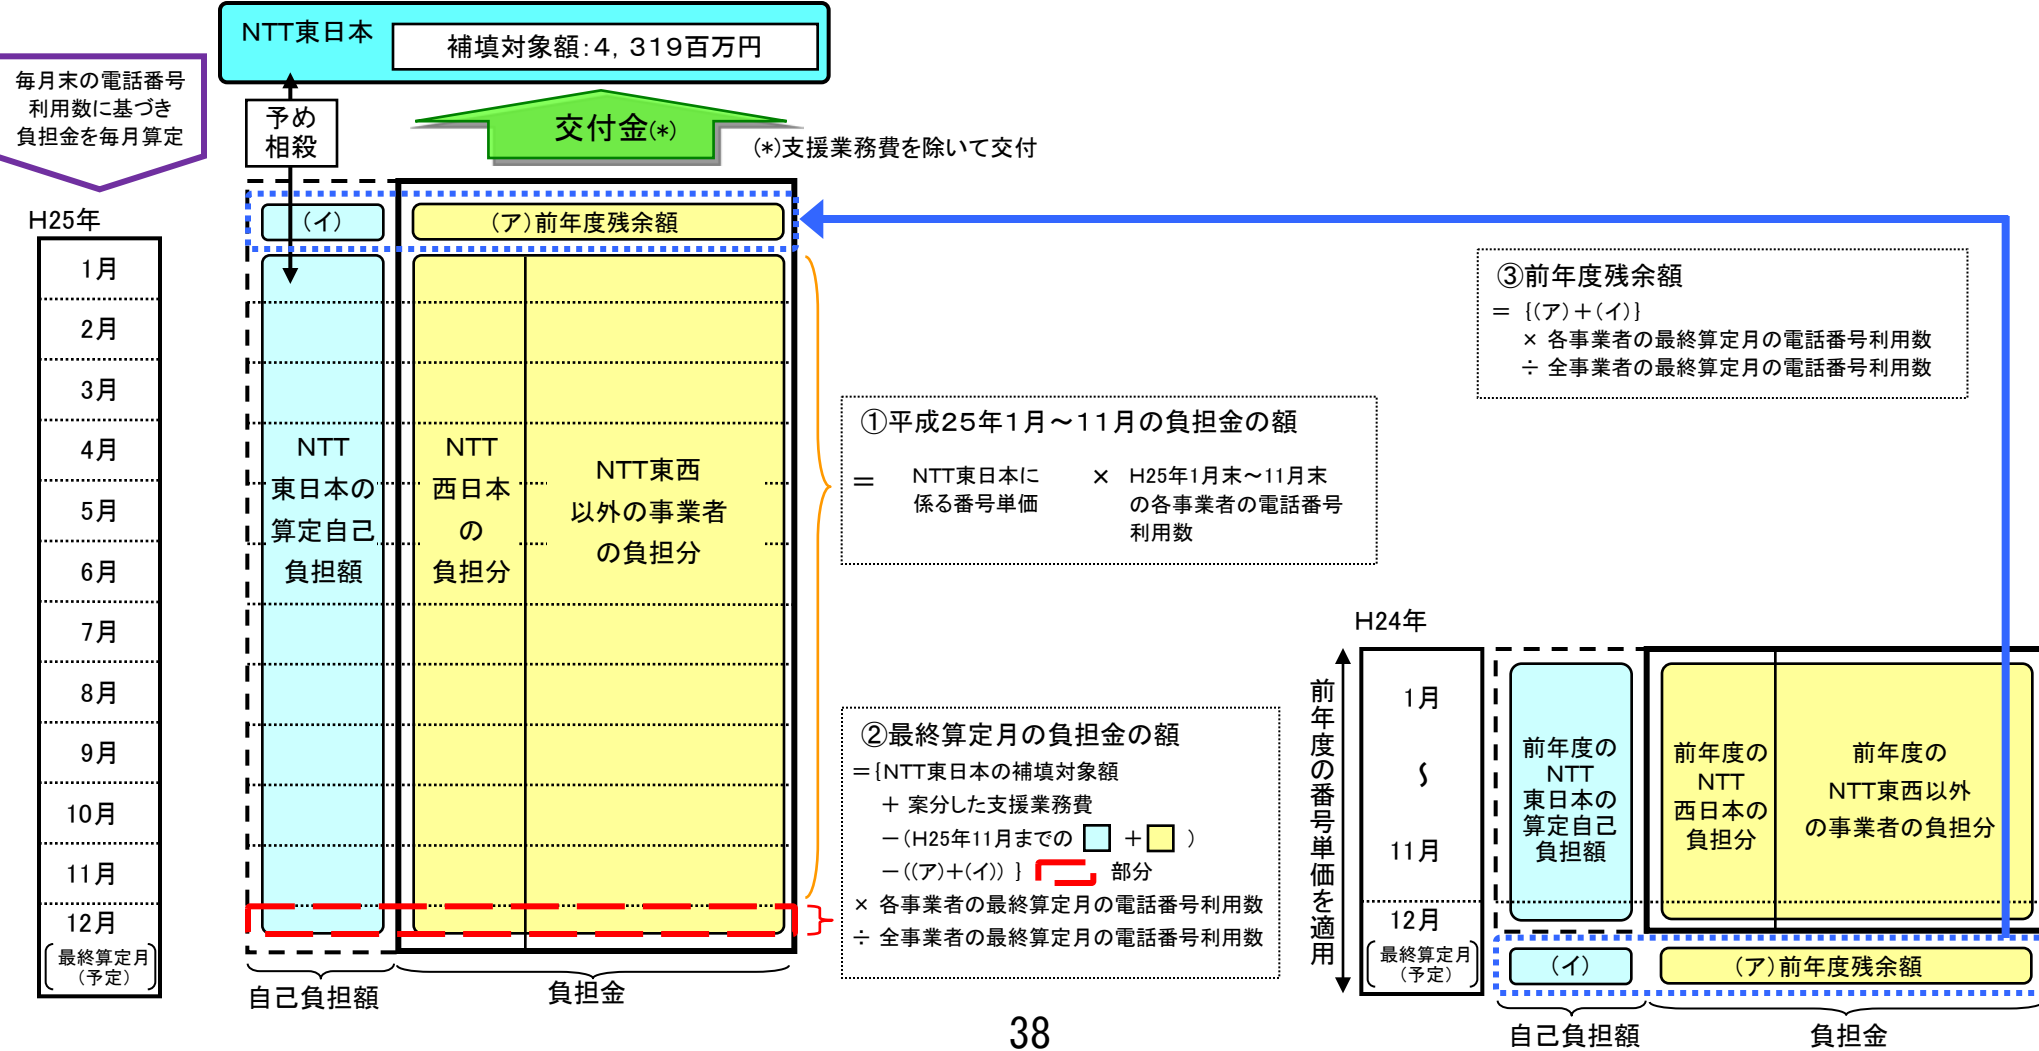 NTT東日本
補填対象額:4,319百万円
毎月末の電話番号
利用数に基づき
負担金を毎月算定
予め
相殺
交付金(*)
(*)支援業務費を除いて交付
H25年
1月
2月
3月
4月
5月
6月
7月
8月
9月
10月
11月
12月
最終算定月
(予定)
(イ)
(ア)前年度残余額
NTT
東日本の
算定自己
負担額
NTT
西日本
の
負担分
NTT東西
以外の事業者
の負担分
自己負担額
負担金
①平成25年1月～11月の負担金の額
＝ NTT東日本に
係る番号単価
× H25年1月末～11月末
の各事業者の電話番号
利用数
②最終算定月の負担金の額
＝{NTT東日本の補填対象額
＋ 案分した支援業務費
－(H25年11月までの ＋ )
－((ア)+(イ)) } 部分
× 各事業者の最終算定月の電話番号利用数
÷ 全事業者の最終算定月の電話番号利用数
③前年度残余額
＝ {(ア)＋(イ)}
× 各事業者の最終算定月の電話番号利用数
÷ 全事業者の最終算定月の電話番号利用数
H24年
前年度の番号単価を適用
1月
～
11月
12月
最終算定月
(予定)
前年度の
NTT
東日本の
算定自己
負担額
前年度の
NTT
西日本の
負担分
前年度の
NTT東西以外
の事業者の負担分
(イ)
(ア)前年度残余額
自己負担額
負担金
38